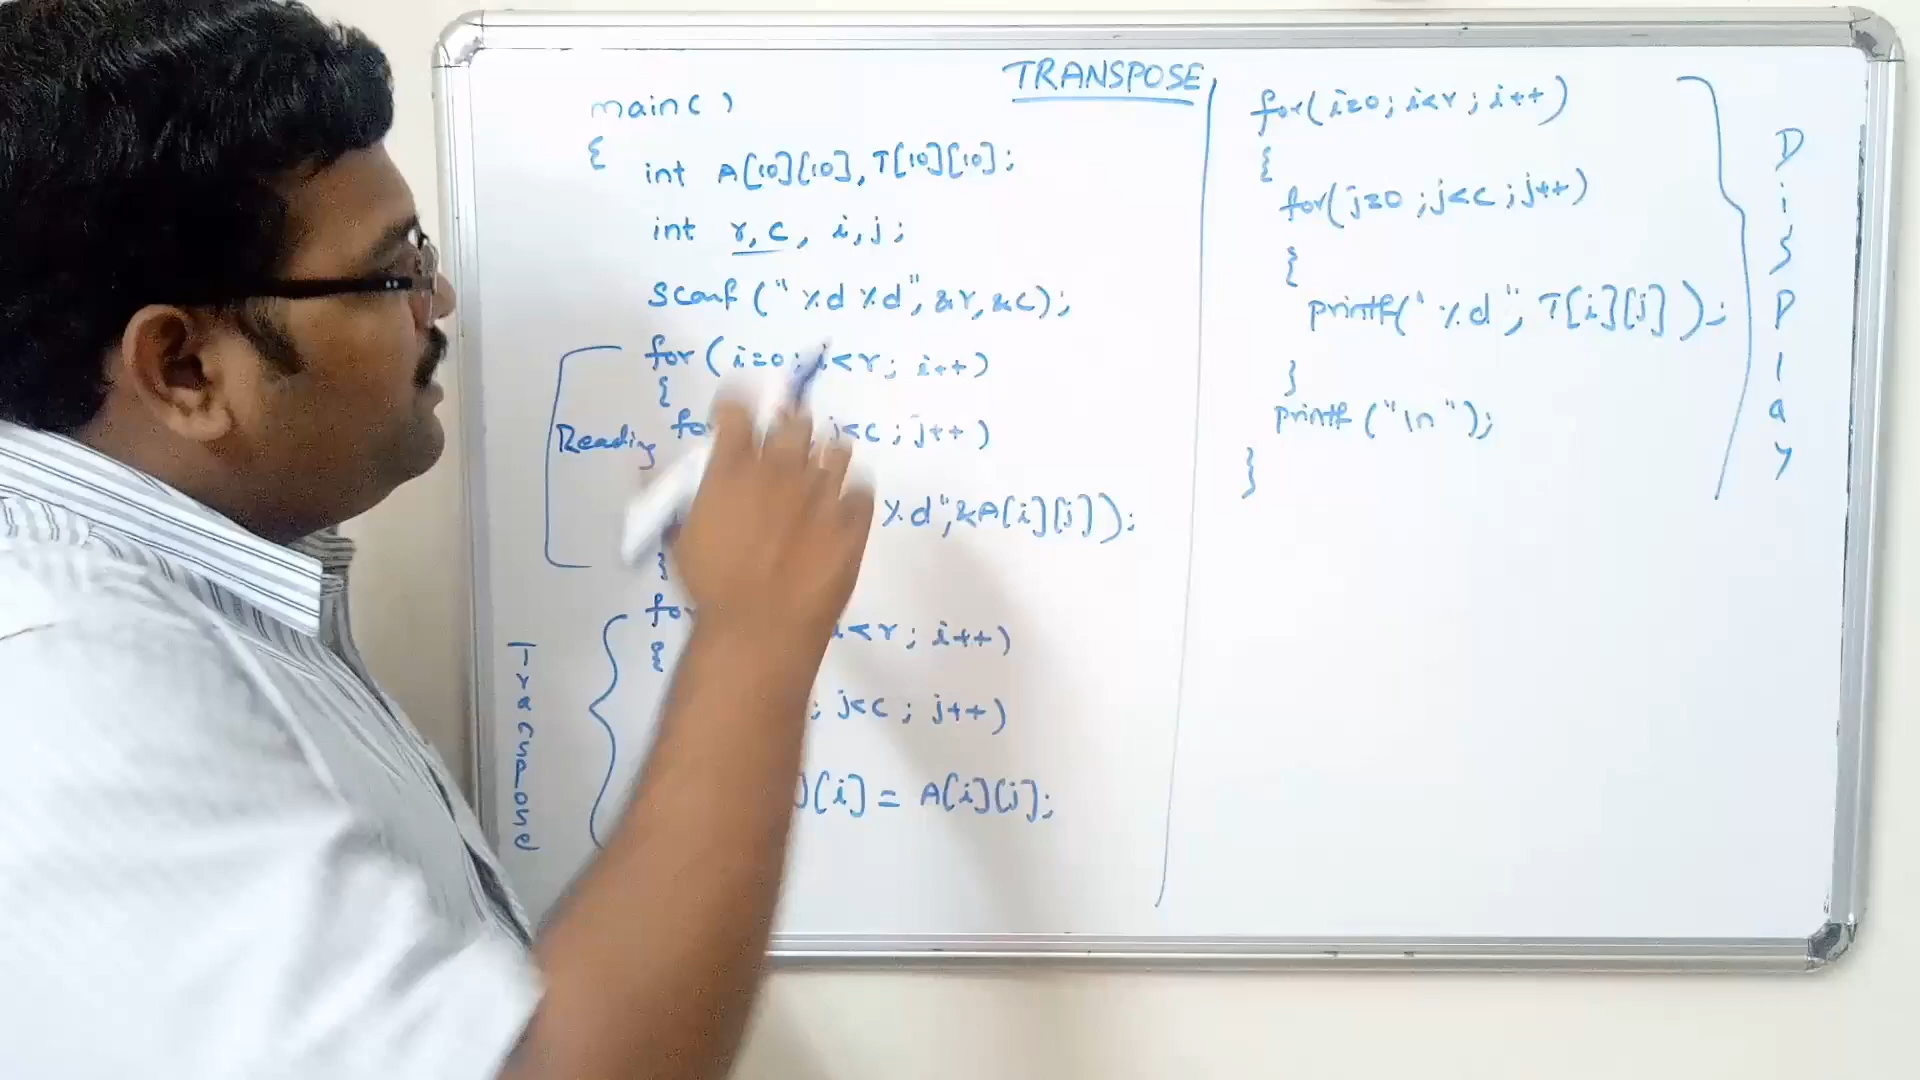 TRANSPOSE
main()
{
int A[10][10], T[10][10];
int r, c, i, j;
scanf ("%d %d", &r, &c);
for (i=0; i<r; i++)
{
Reading
j<c; j++)
%d", &A[i][j]);
}
for
i<r; i++)
{
; j<c; j++)
[i] = A[i][j];
Transpose
for(i=0; i<r; i++)
{
for(j=0; j<c; j++)
{
printf("%d", T[i][j]);
}
printf("\n");
}
Display